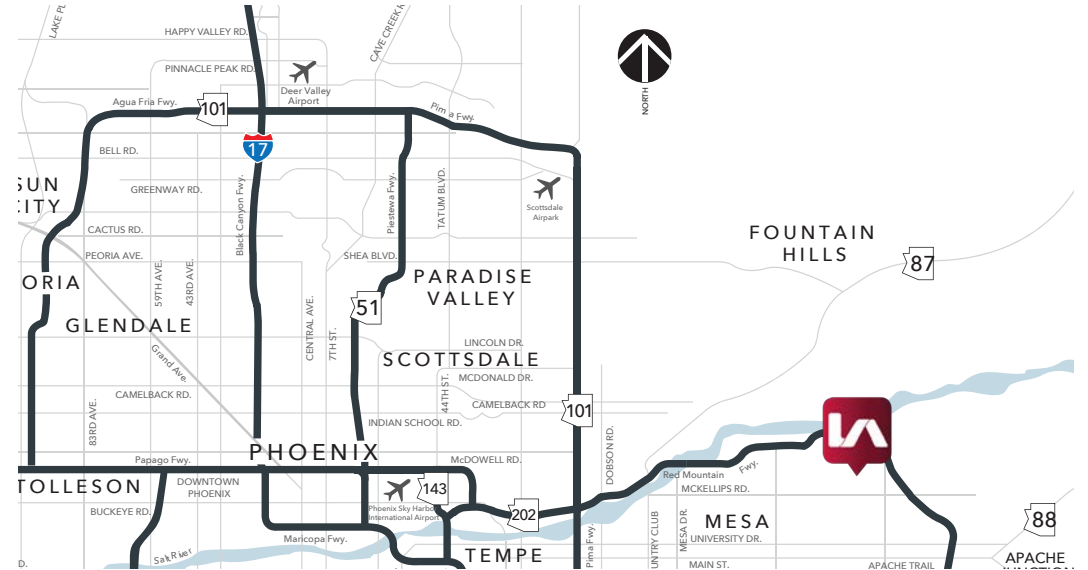 LAKE PL
HAPPY VALLEY RD.
CAVE CREEK R
PINNACLE PEAK RD.
Deer Valley
Airport
NORTH
Agua Fria Fwy.
101
Pima Fwy.
17
BELL RD.
SUN
CITY
GREENWAY RD.
Black Canyon Fwy.
Piestewa Fwy.
TATUM BLVD.
Scottsdale
Airpark
CACTUS RD.
PEORIA AVE.
SHEA BLVD.
FOUNTAIN
HILLS
87
ORIA
59TH AVE.
43RD AVE.
PARADISE
VALLEY
51
GLENDALE
CENTRAL AVE.
7TH ST.
LINCOLN DR.
SCOTTSDALE
Grand Ave.
MCDONALD DR.
44TH ST.
CAMELBACK RD.
CAMELBACK RD
101
83RD AVE.
INDIAN SCHOOL RD.
LA
DOBSON RD.
PHOENIX
Papago Fwy.
McDOWELL RD.
Red Mountain
Fwy.
TOLLESON
DOWNTOWN
PHOENIX
143
MCKELLIPS RD.
BUCKEYE RD.
Phoenix Sky Harbor
International Airport
202
MESA
88
Maricopa Fwy.
Pima Fwy.
UNTRY CLUB
MESA DR.
UNIVERSITY DR.
Salt River
TEMPE
D.
MAIN ST.
APACHE TRAIL
APACHE
JUNCTION